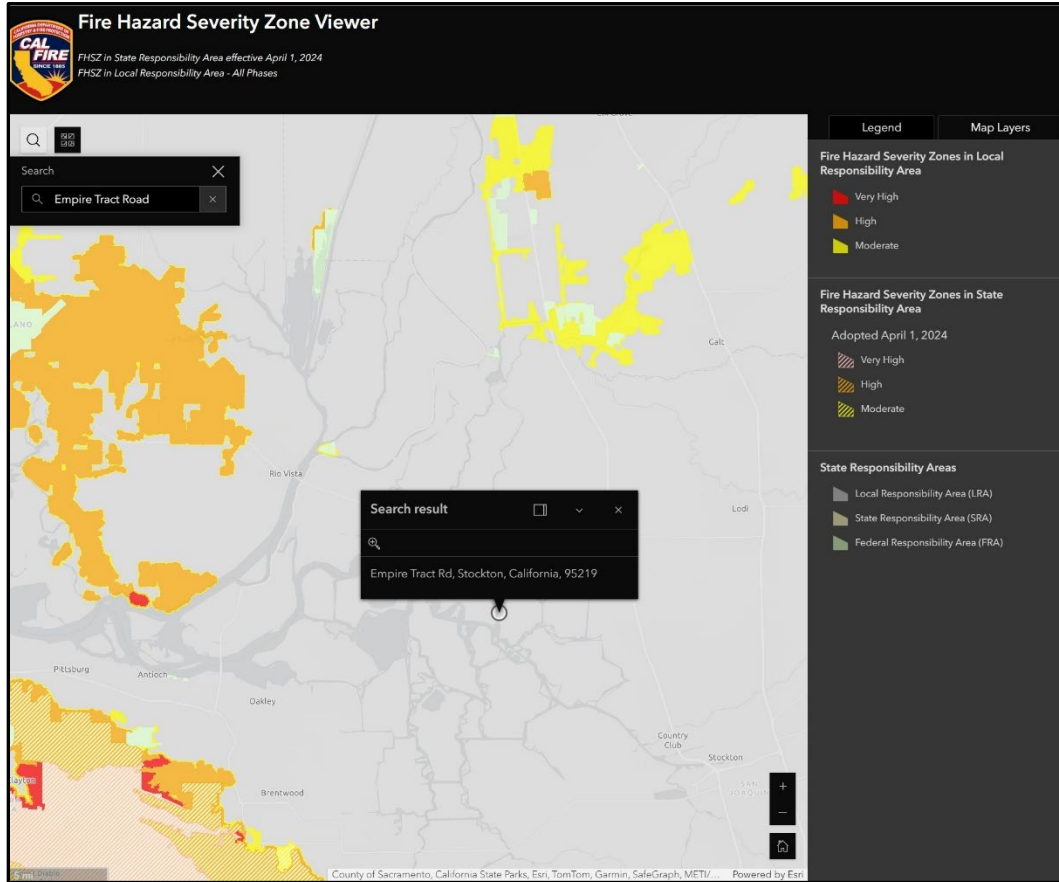 Fire Hazard Severity Zone Viewer
CAL
FIRE
SINCE 1885
FHSZ in State Responsibility Area effective April 1, 2024
FHSZ in Local Responsibility Area - All Phases
Legend
Map Layers
Search
Empire Tract Road
Fire Hazard Severity Zones in Local
Responsibility Area
Very High
High
Moderate
Fire Hazard Severity Zones in State
Responsibility Area
Adopted April 1, 2024
Very High
High
Moderate
State Responsibility Areas
Local Responsibility Area (LRA)
State Responsibility Area (SRA)
Federal Responsibility Area (FRA)
Galt
Rio Vista
Lodi
Search result
Empire Tract Rd, Stockton, California, 95219
Pittsburg
Antioch
Oakley
Country
Club
Stockton
Brentwood
5 mi
County of Sacramento, California State Parks, Esri, TomTom, Garmin, SafeGraph, METI/...
Powered by Esri